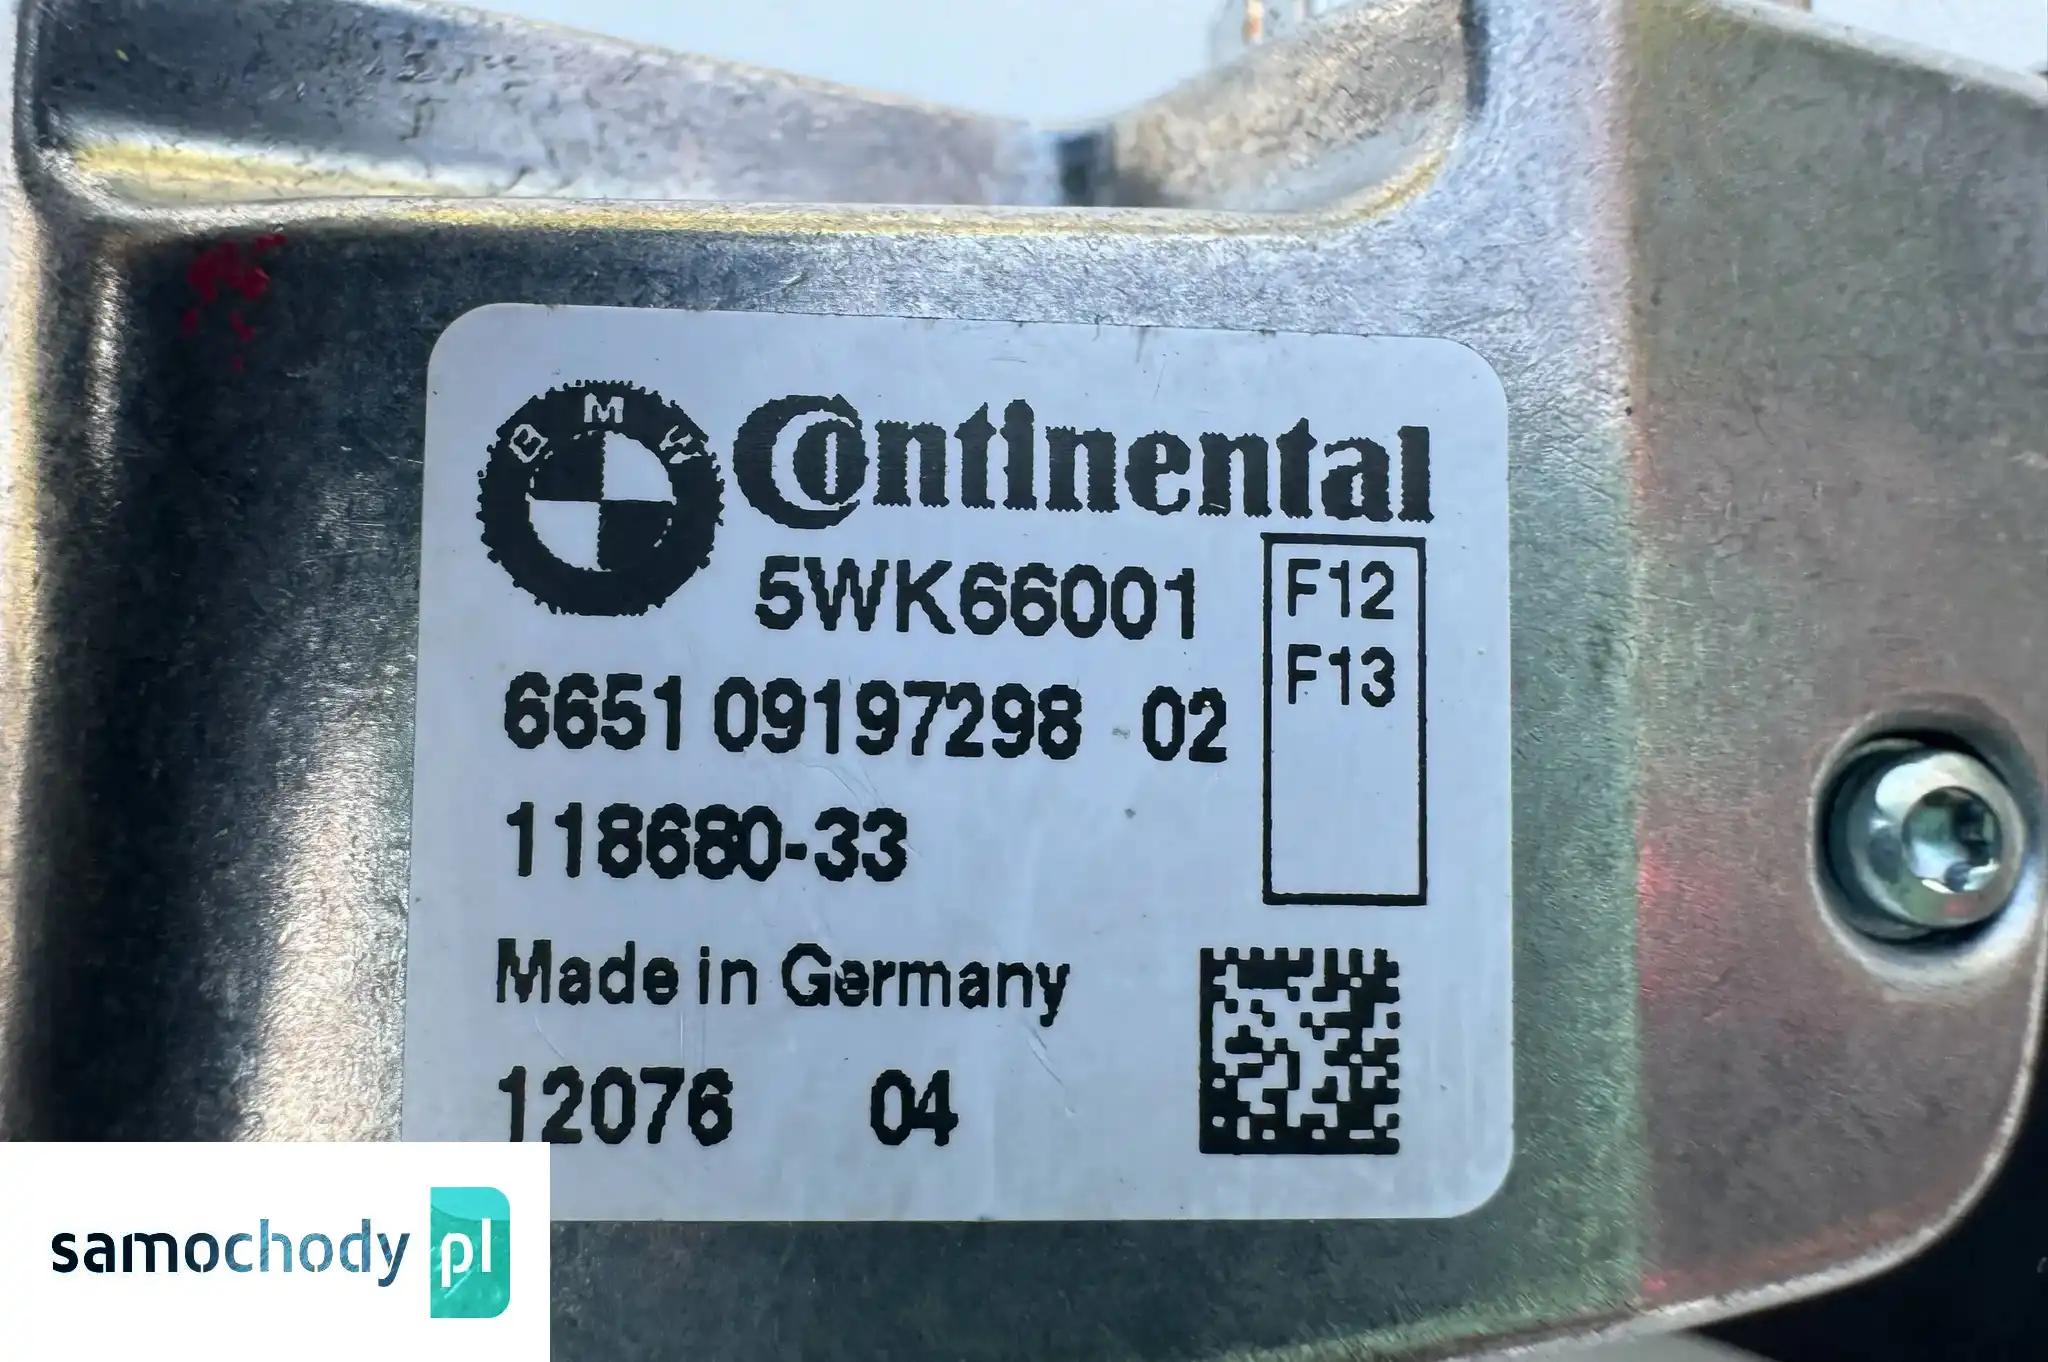 BMW Continental
5WK66001
F12
F13
6651 09197298 02
118680-33
Made in Germany
12076 04
samochody pl